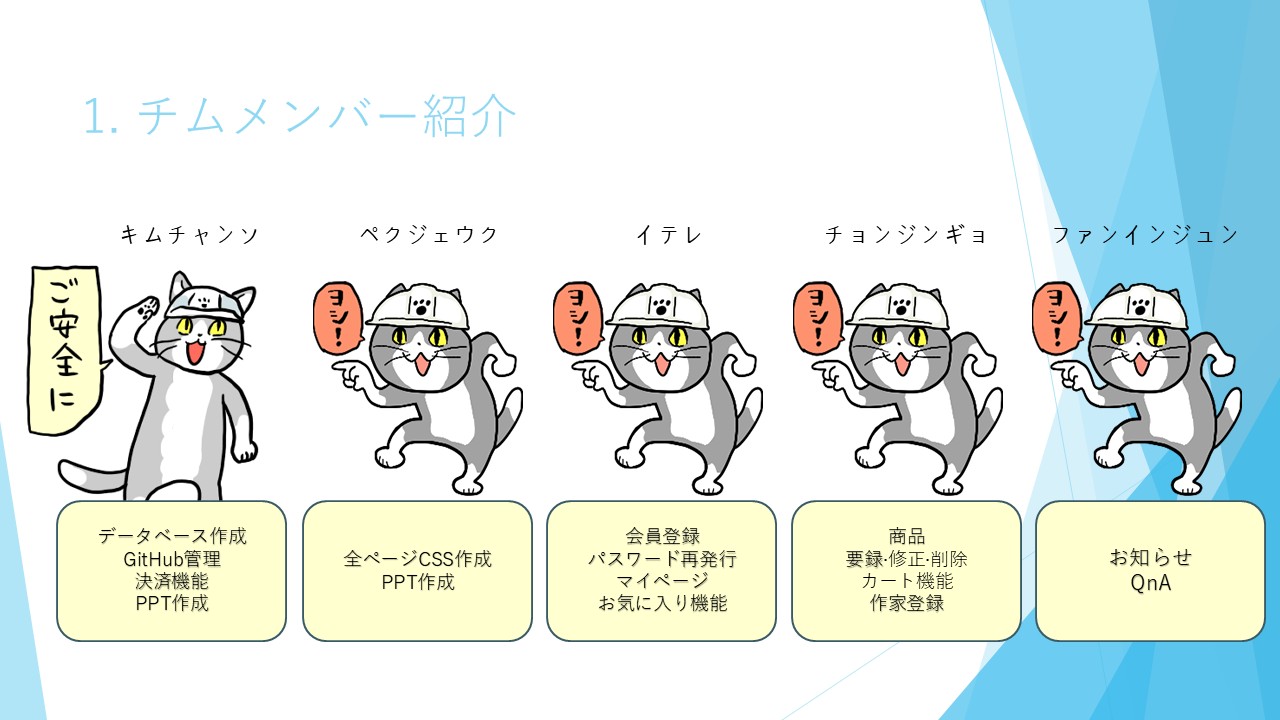 1. チムメンバー紹介
キムチャンソ
ペクジェウク
イテレ
チョンジンギョ
ファンインジュン
ご安全に
ヨシ!
ヨシ!
ヨシ!
ヨシ!
データベース作成
GitHub管理
決済機能
PPT作成
全ページCSS作成
PPT作成
会員登録
パスワード再発行
マイページ
お気に入り機能
商品
要録·修正·削除
カート機能
作家登録
お知らせ
QnA